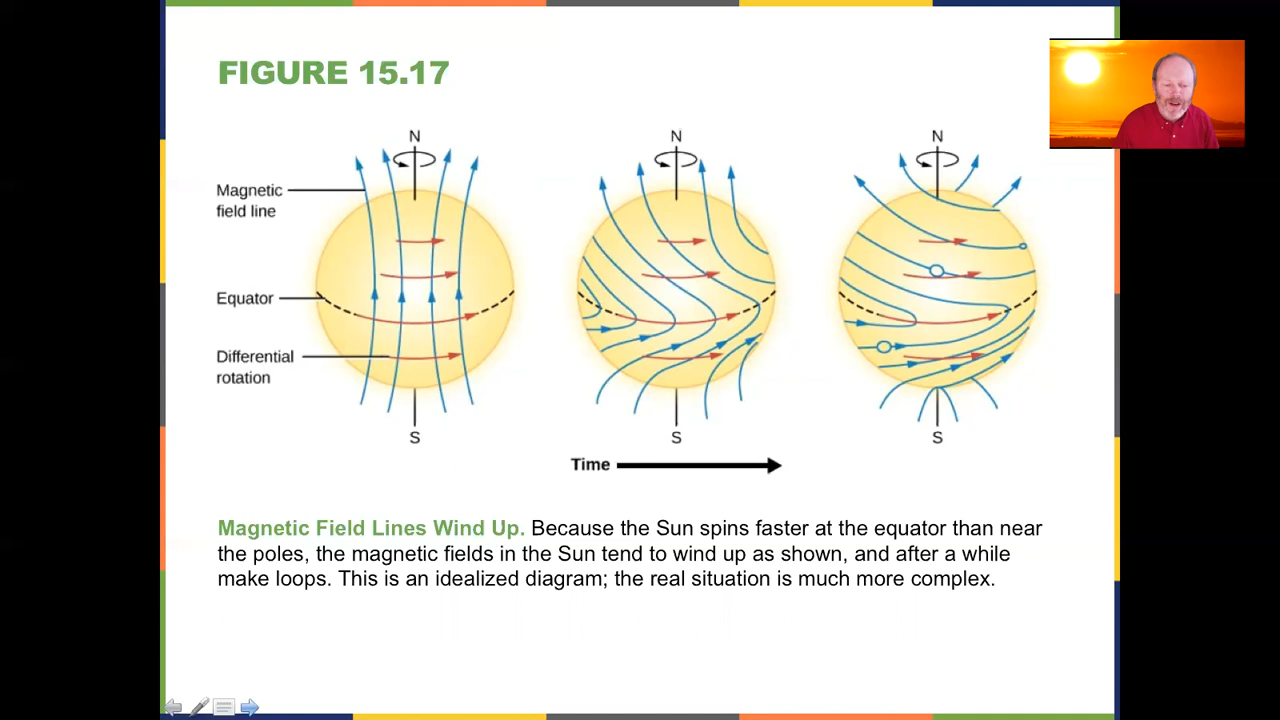 FIGURE 15.17
N
N
N
Magnetic
field line
Equator
Differential
rotation
S
S
S
Time
Magnetic Field Lines Wind Up. Because the Sun spins faster at the equator than near
the poles, the magnetic fields in the Sun tend to wind up as shown, and after a while
make loops. This is an idealized diagram; the real situation is much more complex.